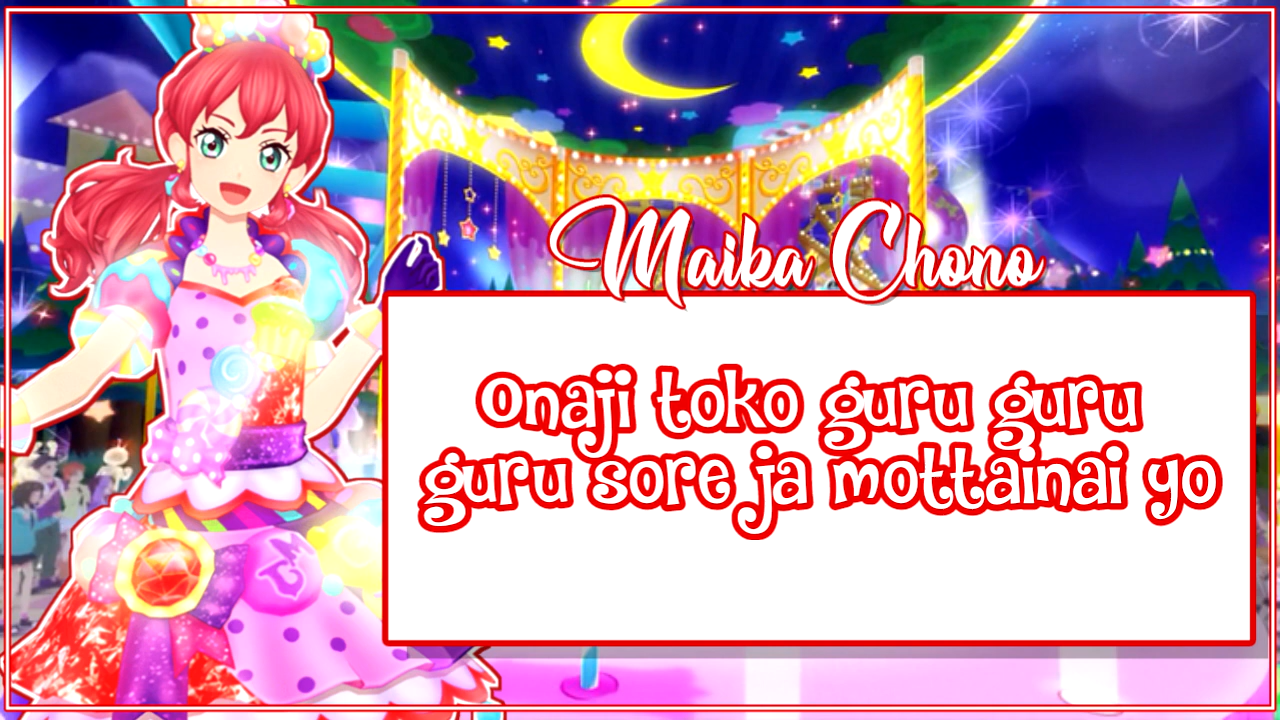 Maika Chono
Onaji toko guru guru
guru sore ja mottainai yo